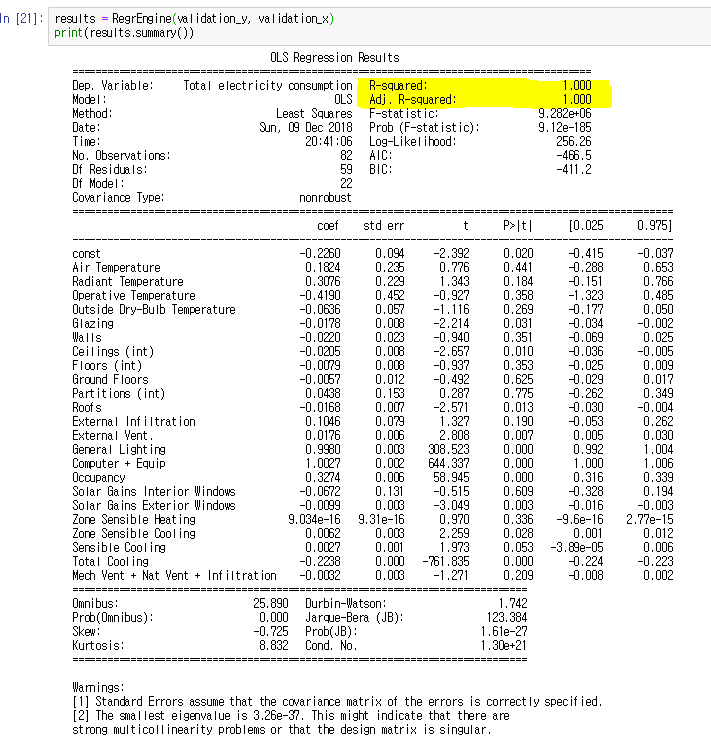 In [21]: results = RegrEngine(validation_y, validation_x)
print(results.summary())
OLS Regression Results
==============================================================================
Dep. Variable: Total electricity consumption R-squared: 1.000
Model: OLS Adj. R-squared: 1.000
Method: Least Squares F-statistic: 9.282e+06
Date: Sun, 09 Dec 2018 Prob (F-statistic): 9.12e-185
Time: 20:41:06 Log-Likelihood: 256.26
No. Observations: 82 AIC: -466.5
Df Residuals: 59 BIC: -411.2
Df Model: 22
Covariance Type: nonrobust
==============================================================================
coef std err t P>|t| [0.025 0.975]
------------------------------------------------------------------------------
const -0.2260 0.094 -2.392 0.020 -0.415 -0.037
Air Temperature 0.1824 0.235 0.776 0.441 -0.288 0.653
Radiant Temperature 0.3076 0.229 1.343 0.184 -0.151 0.766
Operative Temperature -0.4190 0.452 -0.927 0.358 -1.323 0.485
Outside Dry-Bulb Temperature -0.0636 0.057 -1.116 0.269 -0.177 0.050
Glazing -0.0178 0.008 -2.214 0.031 -0.034 -0.002
Walls -0.0220 0.023 -0.940 0.351 -0.069 0.025
Ceilings (int) -0.0205 0.008 -2.657 0.010 -0.036 -0.005
Floors (int) -0.0079 0.008 -0.937 0.353 -0.025 0.009
Ground Floors -0.0057 0.012 -0.492 0.625 -0.029 0.017
Partitions (int) 0.0438 0.153 0.287 0.775 -0.262 0.349
Roofs -0.0168 0.007 -2.571 0.013 -0.030 -0.004
External Infiltration 0.1046 0.079 1.327 0.190 -0.053 0.262
External Vent. 0.0176 0.006 2.808 0.007 0.005 0.030
General Lighting 0.9980 0.003 308.523 0.000 0.992 1.004
Computer + Equip 1.0027 0.002 644.337 0.000 1.000 1.006
Occupancy 0.3274 0.006 58.945 0.000 0.316 0.339
Solar Gains Interior Windows -0.0672 0.131 -0.515 0.609 -0.328 0.194
Solar Gains Exterior Windows -0.0099 0.003 -3.049 0.003 -0.016 -0.003
Zone Sensible Heating 9.034e-16 9.31e-16 0.970 0.336 -9.6e-16 2.77e-15
Zone Sensible Cooling 0.0062 0.003 2.259 0.028 0.001 0.012
Sensible Cooling 0.0027 0.001 1.973 0.053 -3.89e-05 0.006
Total Cooling -0.2238 0.000 -761.835 0.000 -0.224 -0.223
Mech Vent + Nat Vent + Infiltration -0.0032 0.003 -1.271 0.209 -0.008 0.002
==============================================================================
Omnibus: 25.890 Durbin-Watson: 1.742
Prob(Omnibus): 0.000 Jarque-Bera (JB): 123.384
Skew: -0.725 Prob(JB): 1.61e-27
Kurtosis: 8.832 Cond. No. 1.30e+21
==============================================================================
Warnings:
[1] Standard Errors assume that the covariance matrix of the errors is correctly specified.
[2] The smallest eigenvalue is 3.26e-37. This might indicate that there are
strong multicollinearity problems or that the design matrix is singular.